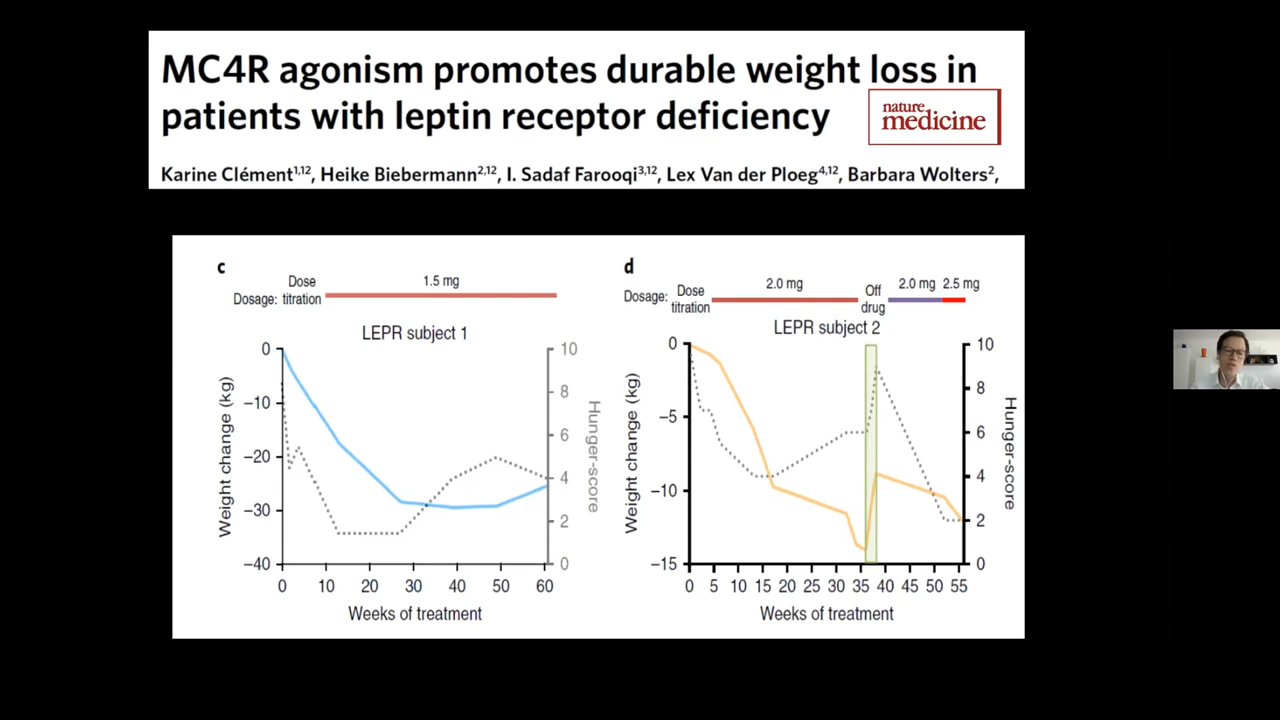 MC4R agonism promotes durable weight loss in
patients with leptin receptor deficiency
nature
medicine
Karine Clément1,12, Heike Biebermann2,12, I. Sadaf Farooqi3,12, Lex Van der Ploeg4,12, Barbara Wolters2,
c
Dosage:
Dose
titration
1.5 mg
LEPR subject 1
Weight change (kg)
0
–10
–20
–30
–40
10
8
6
4
2
0
Hunger-score
0 10 20 30 40 50 60
Weeks of treatment
d
Dosage:
Dose
titration
2.0 mg
Off
drug
2.0 mg
2.5 mg
LEPR subject 2
Weight change (kg)
0
–5
–10
–15
10
8
6
4
2
0
Hunger-score
0 5 10 15 20 25 30 35 40 45 50 55
Weeks of treatment